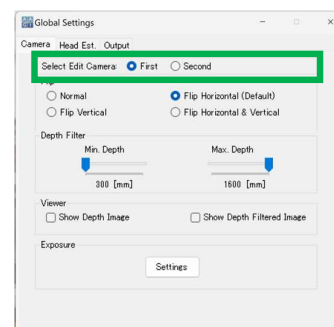 Global Settings
Camera Head Est. Output
Select Edit Camera: First Second
Normal Flip Horizontal (Default)
Flip Vertical Flip Horizontal & Vertical
Depth Filter
Min. Depth Max. Depth
300 [mm] 1600 [mm]
Viewer
Show Depth Image Show Depth Filtered Image
Exposure
Settings